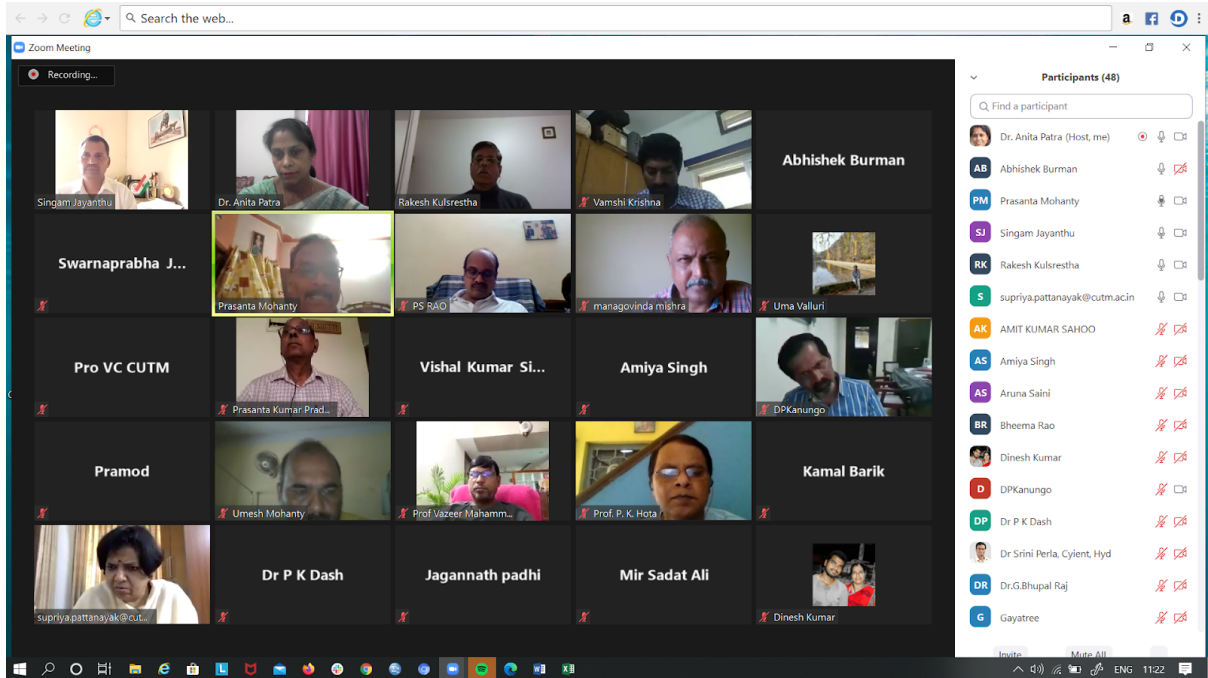 Search the web...
Zoom Meeting
Recording...
Participants (48)
Find a participant
Singam Jayanthu
Dr. Anita Patra
Rakesh Kulsrestha
Vamshi Krishna
Abhishek Burman
Swarnaprabha J...
Prasanta Mohanty
PS RAO
managovinda mishra
Uma Valluri
Pro VC CUTM
Prasanta Kumar Prad...
Vishal Kumar Si...
Amiya Singh
DPKanungo
Pramod
Umesh Mohanty
Prof Vazeer Mahamm...
Prof. P. K. Hota
Kamal Barik
supriya.pattanayak@cut...
Dr P K Dash
Jagannath padhi
Mir Sadat Ali
Dinesh Kumar
Dr. Anita Patra (Host, me)
AB Abhishek Burman
PM Prasanta Mohanty
SJ Singam Jayanthu
RK Rakesh Kulsrestha
S supriya.pattanayak@cutm.ac.in
AK AMIT KUMAR SAHOO
AS Amiya Singh
AS Aruna Saini
BR Bheema Rao
Dinesh Kumar
D DPKanungo
DP Dr P K Dash
Dr Srini Perla, Cyient, Hyd
DR Dr.G.Bhupal Raj
G Gayatree
Invite Mute All
ENG 11:22